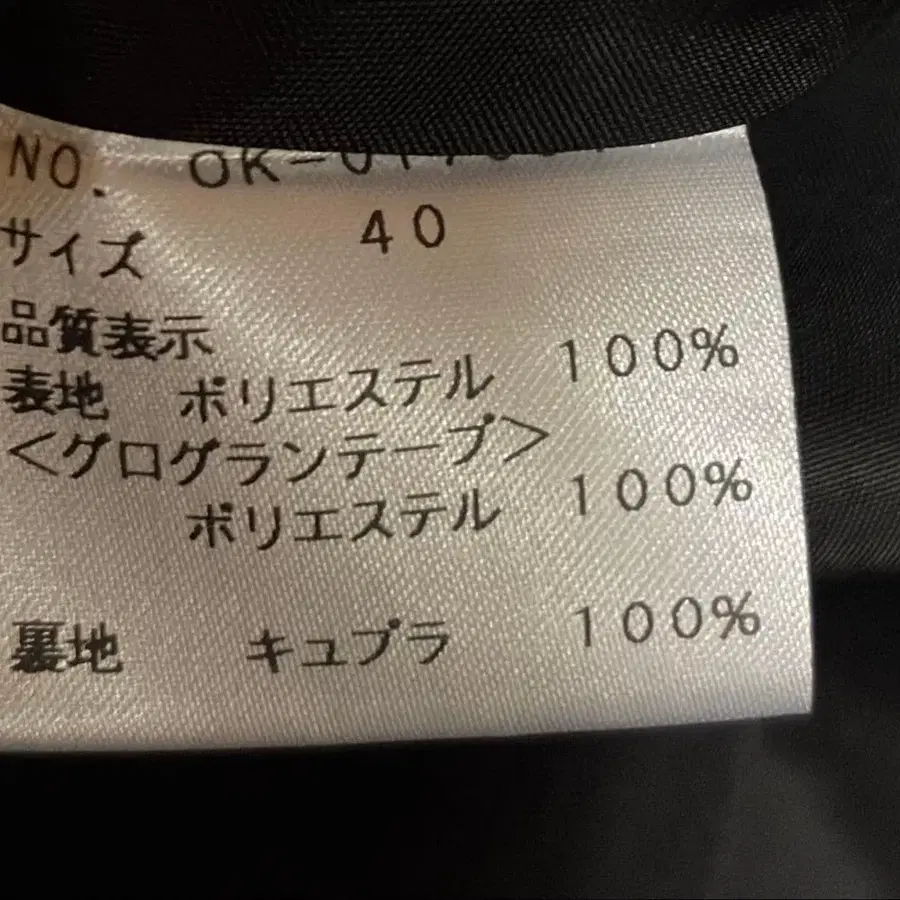 NO. OK-
サイズ 40
品質表示
表地 ポリエステル 100%
<グログランテープ>
ポリエステル 100%
裏地 キュプラ 100%